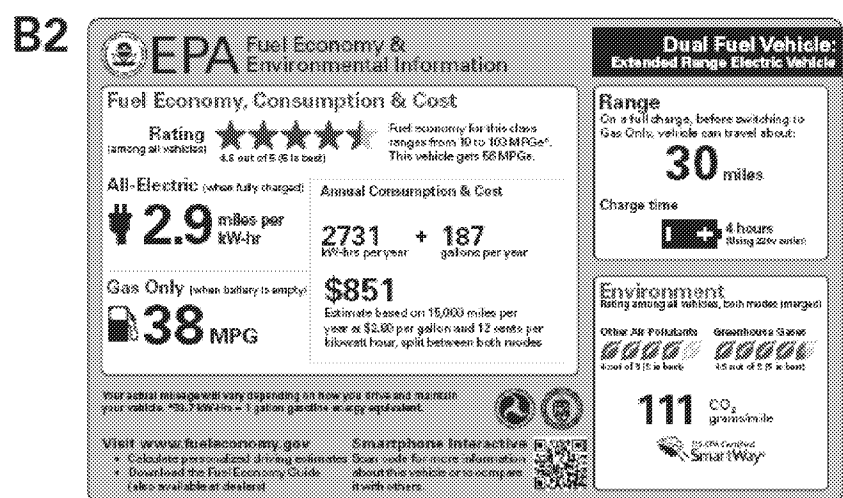 B2
EPA Fuel Economy &
Environmental Information
Dual Fuel Vehicle:
Extended Range Electric Vehicle
Fuel Economy, Consumption & Cost
Rating
(among all vehicles)
4.5 out of 5 (5 is best)
Fuel economy for this class
ranges from 10 to 103 MPGe*.
This vehicle gets 58 MPGe.
All-Electric (when fully charged)
2.9 miles per
kW-hr
Gas Only (when battery is empty)
38 MPG
Annual Consumption & Cost
2731 + 187
kW-hrs per year gallons per year
$851
Estimate based on 15,000 miles per
year at $2.80 per gallon and 12 cents per
kilowatt hour, split between both modes
Range
On a full charge, before switching to
Gas Only, vehicle can travel about:
30 miles
Charge time
4 hours
(Using 220v outlet)
Environment
Rating among all vehicles, both modes (merged)
Other Air Pollutants Greenhouse Gases
4 out of 5 (5 is best) 4.5 out of 5 (5 is best)
111 CO2
grams/mile
US EPA Certified
SmartWay
Your actual mileage will vary depending on how you drive and maintain
your vehicle. *33.7 kW-Hrs = 1 gallon gasoline energy equivalent.
Visit www.fueleconomy.gov
• Calculate personalized driving estimates
• Download the Fuel Economy Guide
(also available at dealers)
Smartphone Interactive
Scan code for more information
about this vehicle or to compare
it with others